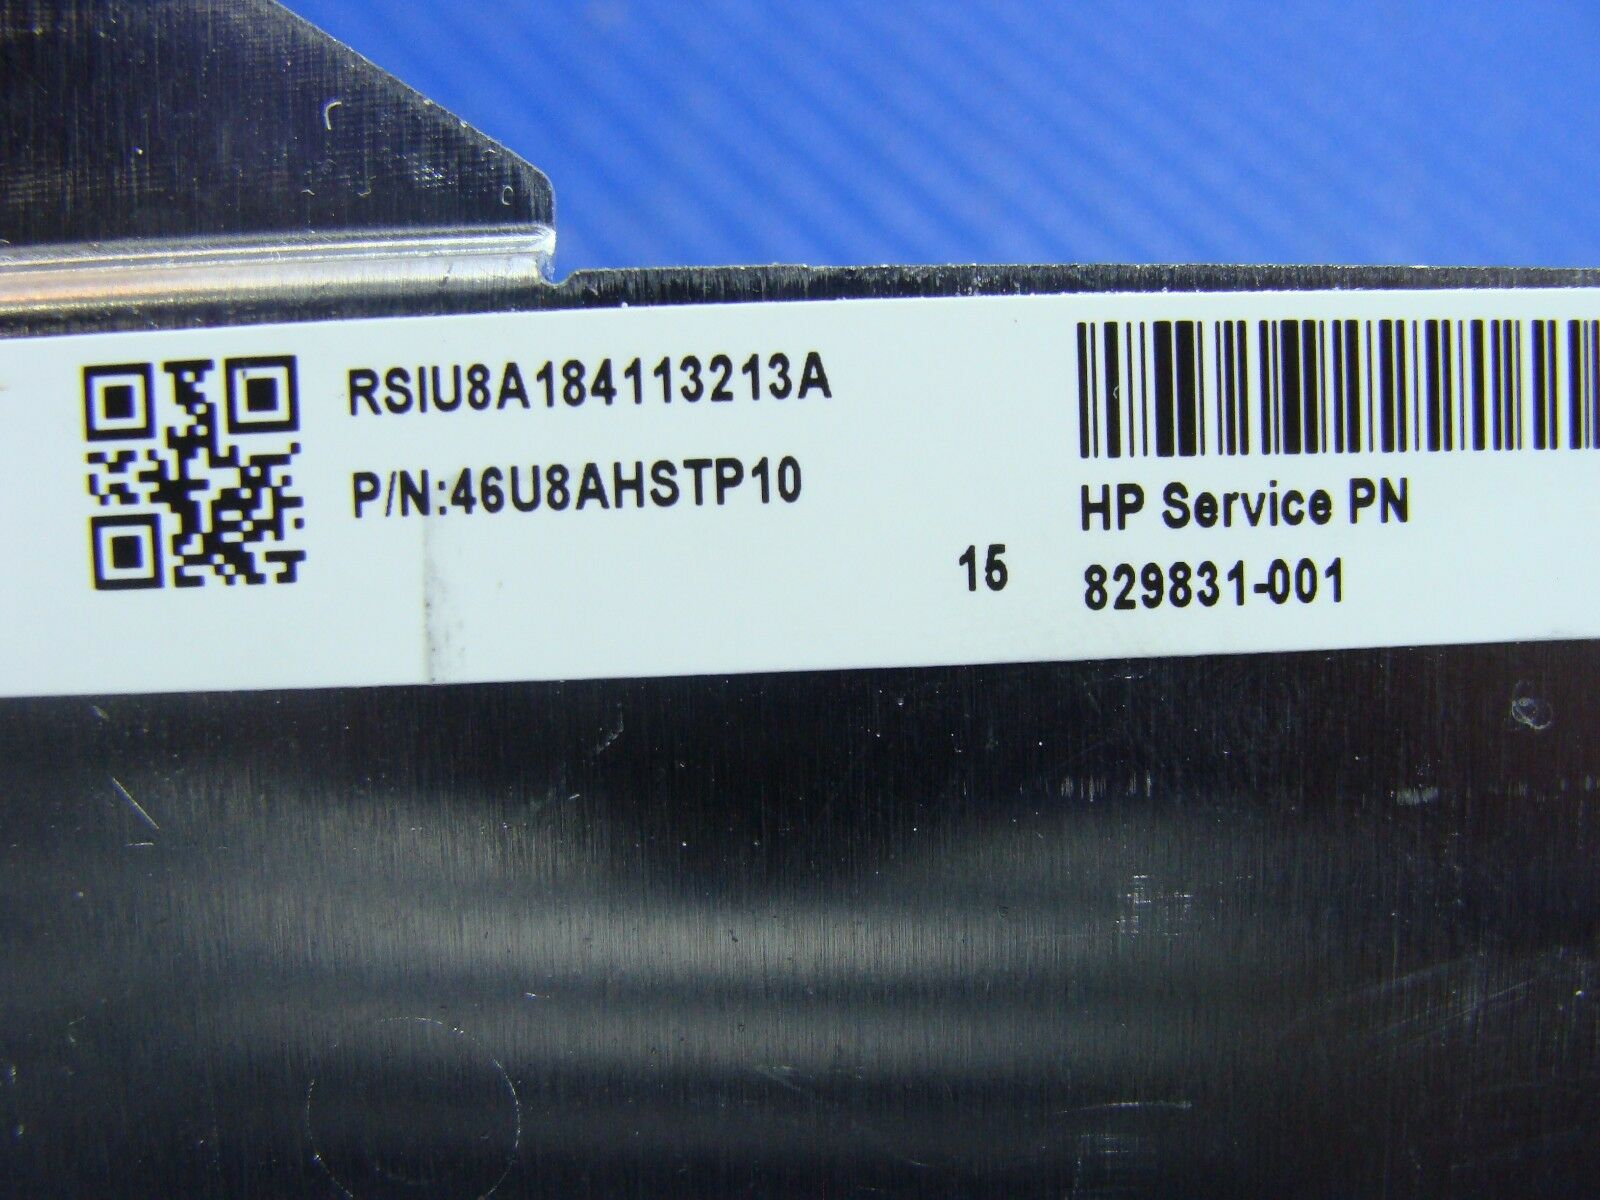 RSIU8A184113213A
P/N:46U8AHSTP10
15
HP Service PN
829831-001